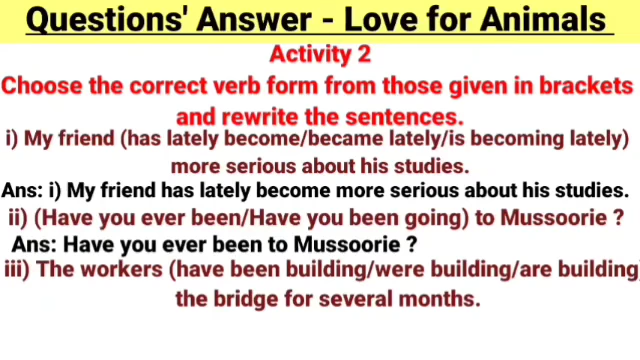 Questions' Answer - Love for Animals
Activity 2
Choose the correct verb form from those given in brackets
and rewrite the sentences.
i) My friend (has lately become/became lately/is becoming lately)
more serious about his studies.
Ans: i) My friend has lately become more serious about his studies.
ii) (Have you ever been/Have you been going) to Mussoorie ?
Ans: Have you ever been to Mussoorie ?
iii) The workers (have been building/were building/are building)
the bridge for several months.